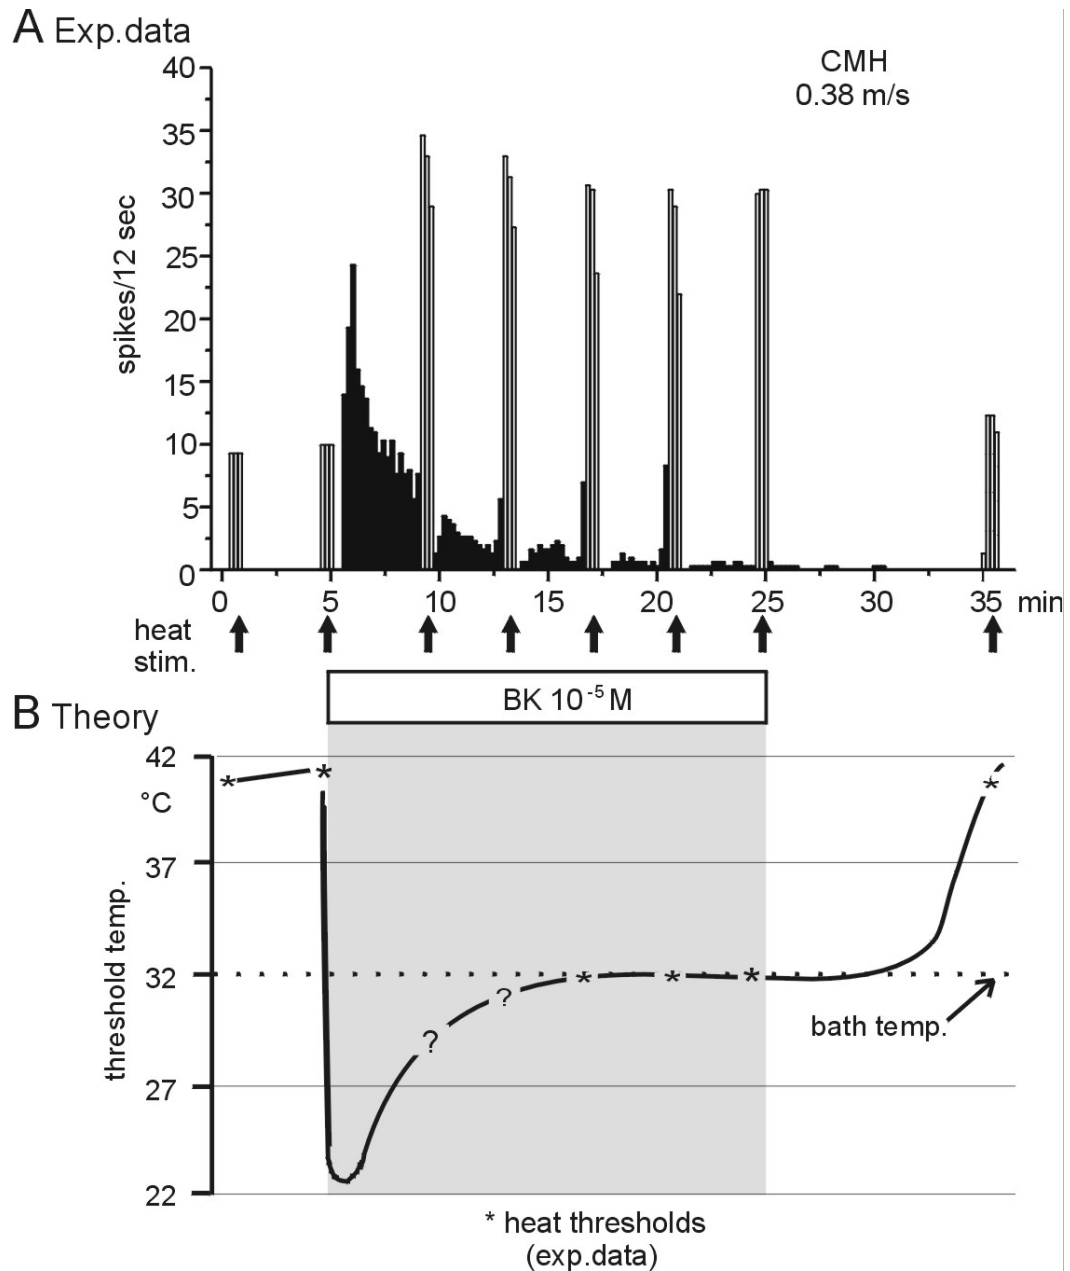 A Exp.data
CMH
0.38 m/s
40
35
30
25
20
15
10
5
0
spikes/12 sec
0 5 10 15 20 25 30 35 min
heat
stim.
BK 10⁻⁵ M
B Theory
42
°C
37
32
27
22
threshold temp.
* *
* * * *
? ?
bath temp.
* heat thresholds
(exp.data)